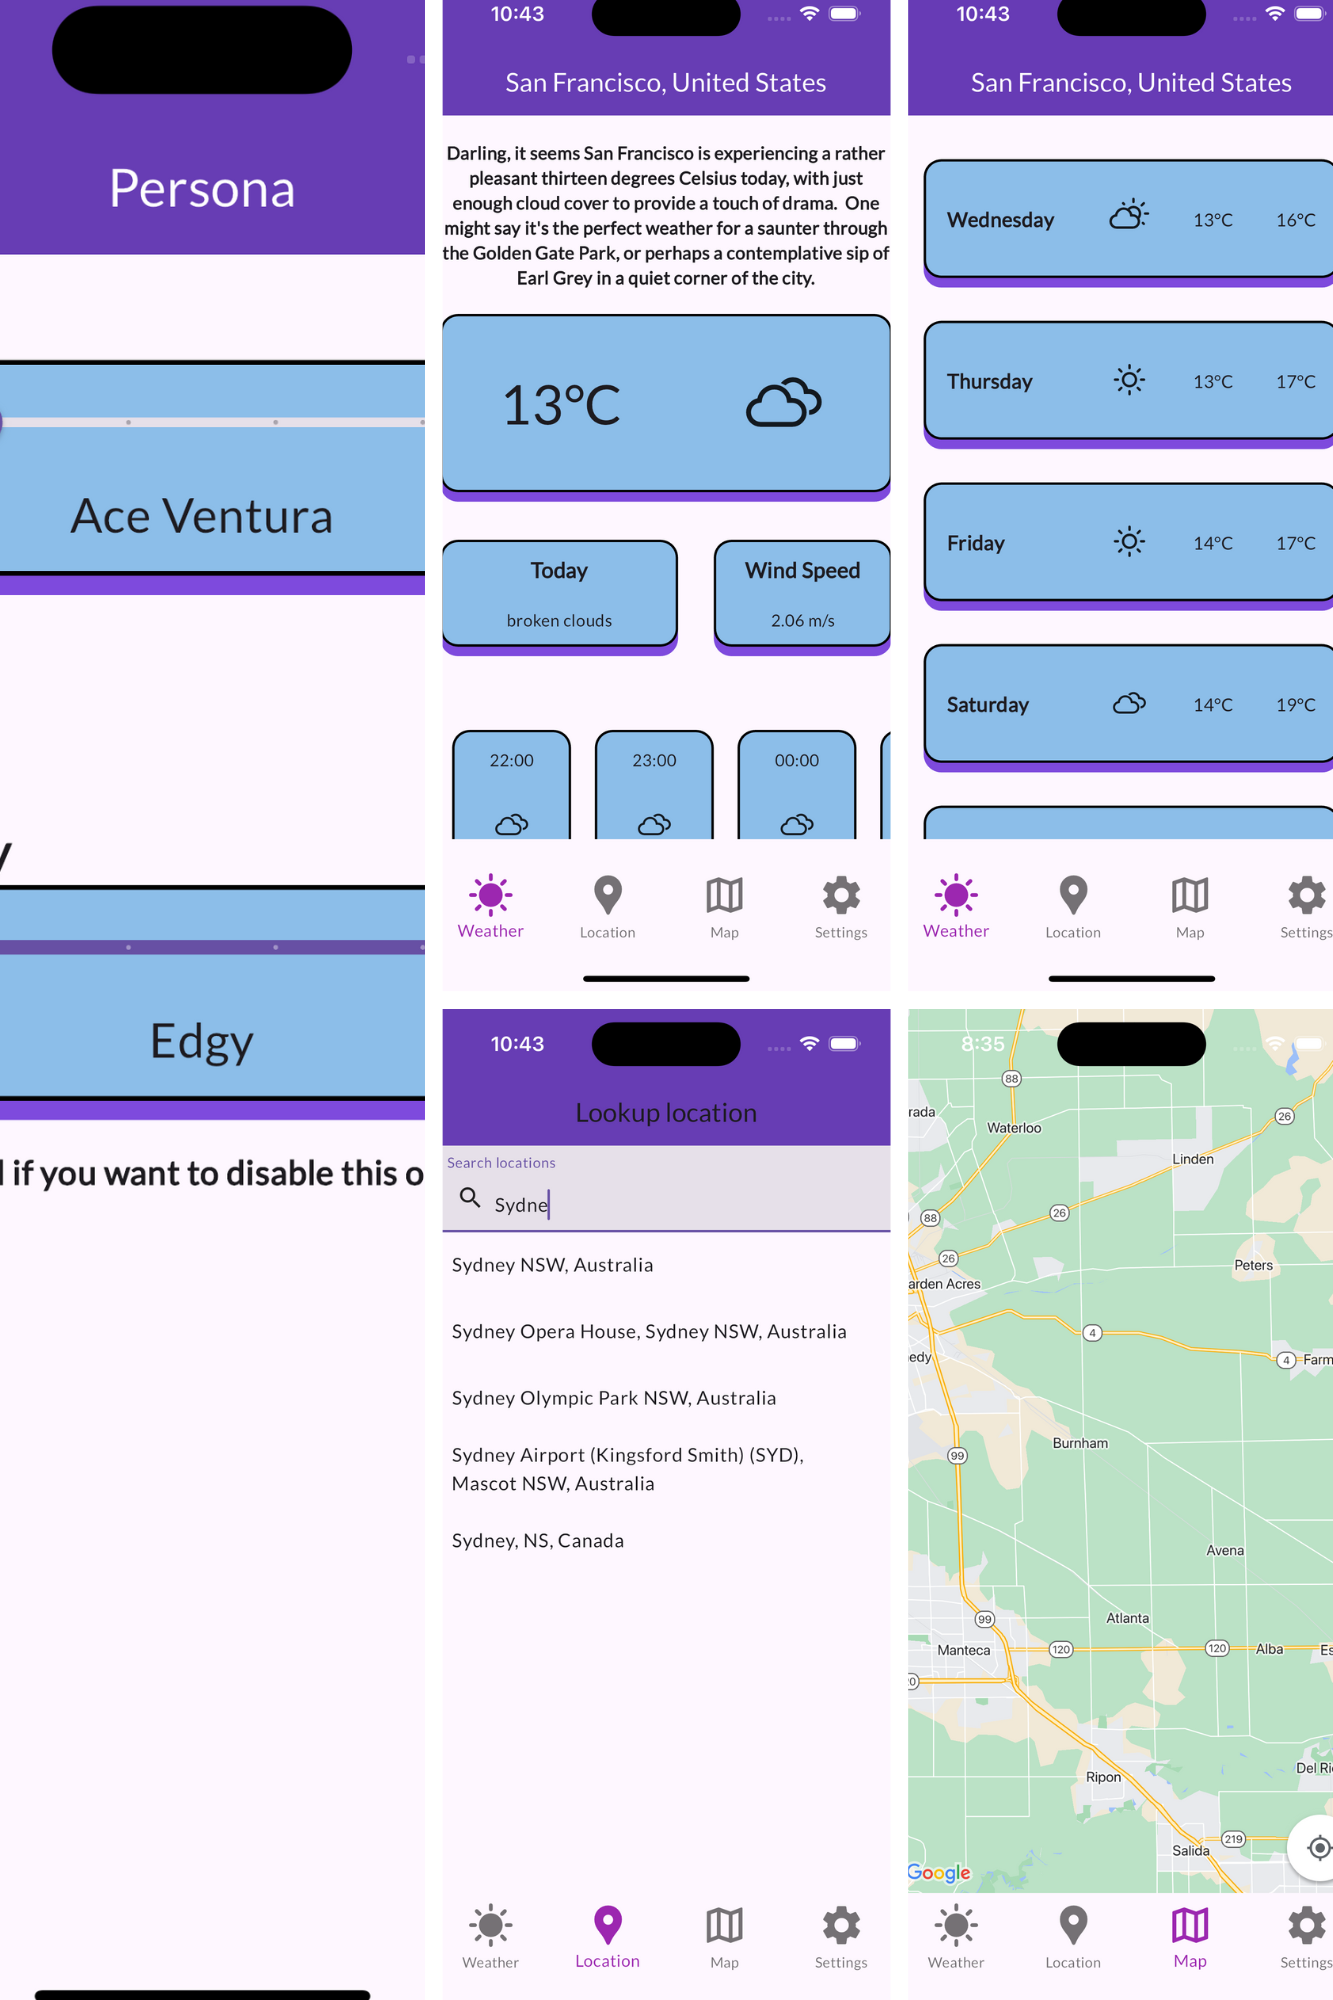 Persona
Ace Ventura
y
Edgy
l if you want to disable this o
10:43
San Francisco, United States
Darling, it seems San Francisco is experiencing a rather
pleasant thirteen degrees Celsius today, with just
enough cloud cover to provide a touch of drama. One
might say it's the perfect weather for a saunter through
the Golden Gate Park, or perhaps a contemplative sip of
Earl Grey in a quiet corner of the city.
13°C
Today
broken clouds
Wind Speed
2.06 m/s
22:00
23:00
00:00
Weather
Location
Map
Settings
10:43
San Francisco, United States
Wednesday 13°C 16°C
Thursday 13°C 17°C
Friday 14°C 17°C
Saturday 14°C 19°C
Weather
Location
Map
Settings
10:43
Lookup location
Search locations
Sydne
Sydney NSW, Australia
Sydney Opera House, Sydney NSW, Australia
Sydney Olympic Park NSW, Australia
Sydney Airport (Kingsford Smith) (SYD),
Mascot NSW, Australia
Sydney, NS, Canada
Weather
Location
Map
Settings
8:35
88
rada
Waterloo
26
Linden
88
26
26
Peters
arden Acres
4
edy
4
Farm
Burnham
99
Avena
99
Atlanta
Manteca
120
120
Alba
Es
0
Ripon
Del Ri
219
Salida
Google
Weather
Location
Map
Settings